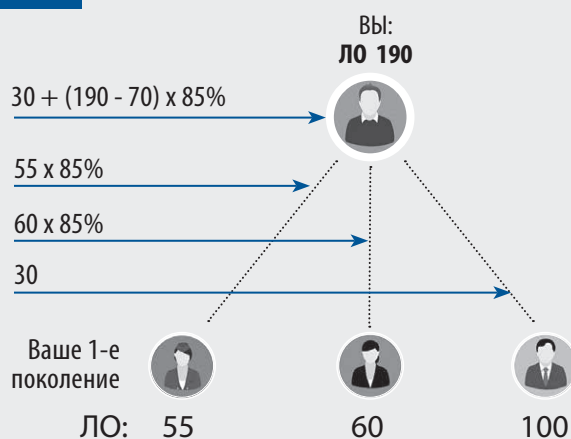 ВЫ:
ЛО 190
30 + (190 - 70) x 85%
55 x 85%
60 x 85%
30
Ваше 1-е
поколение
ЛО: 55 60 100